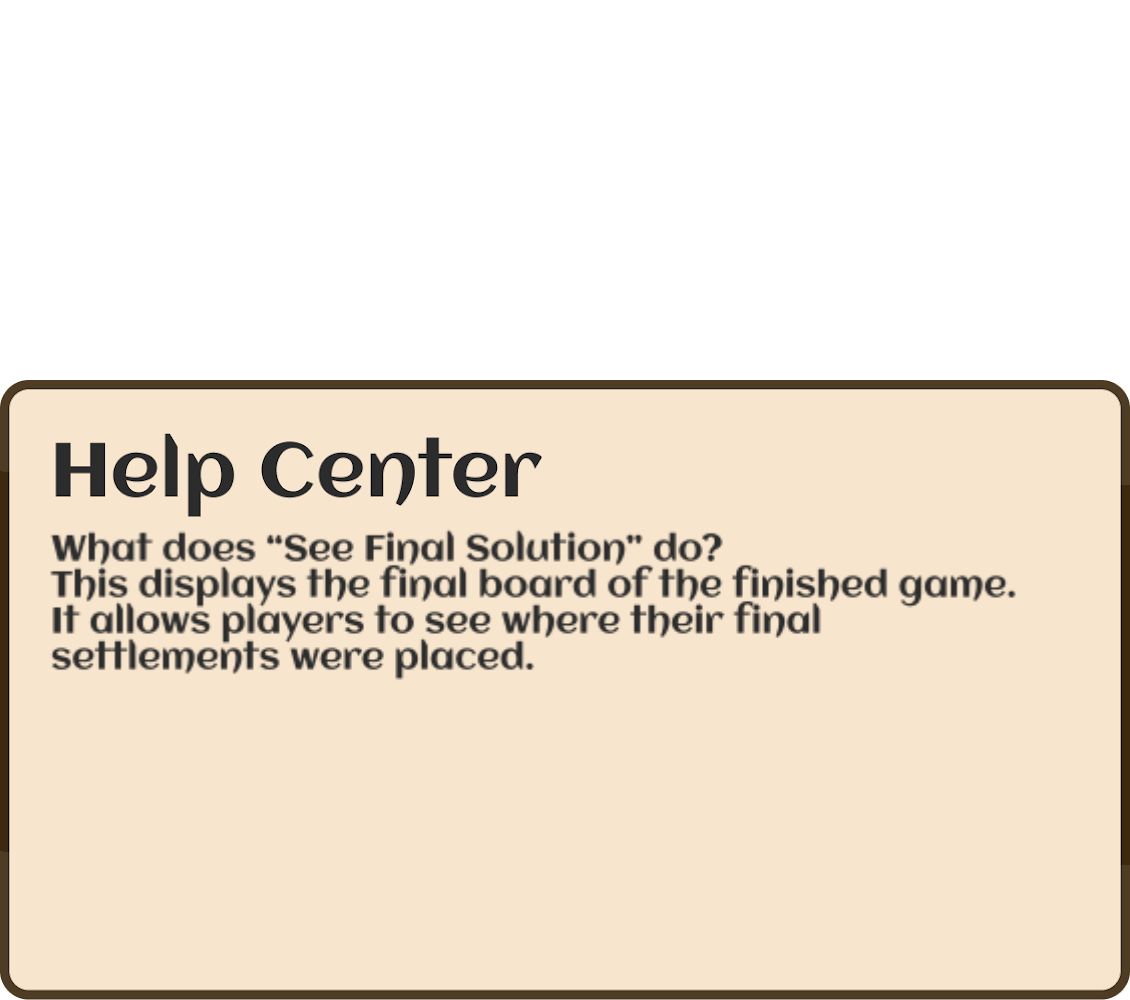 Help Center
What does “See Final Solution” do?
This displays the final board of the finished game.
It allows players to see where their final
settlements were placed.